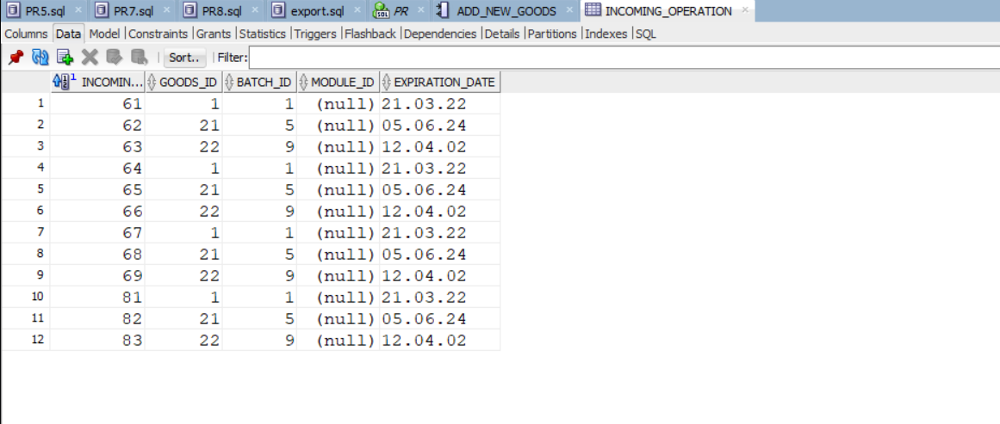 PR5.sql PR7.sql PR8.sql export.sql PR ADD_NEW_GOODS INCOMING_OPERATION
Columns Data Model Constraints Grants Statistics Triggers Flashback Dependencies Details Partitions Indexes SQL
Sort.. Filter:
INCOMIN... GOODS_ID BATCH_ID MODULE_ID EXPIRATION_DATE
1 61 1 1 (null) 21.03.22
2 62 21 5 (null) 05.06.24
3 63 22 9 (null) 12.04.02
4 64 1 1 (null) 21.03.22
5 65 21 5 (null) 05.06.24
6 66 22 9 (null) 12.04.02
7 67 1 1 (null) 21.03.22
8 68 21 5 (null) 05.06.24
9 69 22 9 (null) 12.04.02
10 81 1 1 (null) 21.03.22
11 82 21 5 (null) 05.06.24
12 83 22 9 (null) 12.04.02